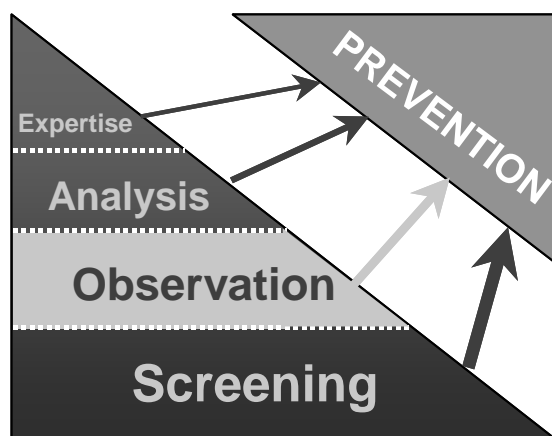 PREVENTION
Expertise
Analysis
Observation
Screening